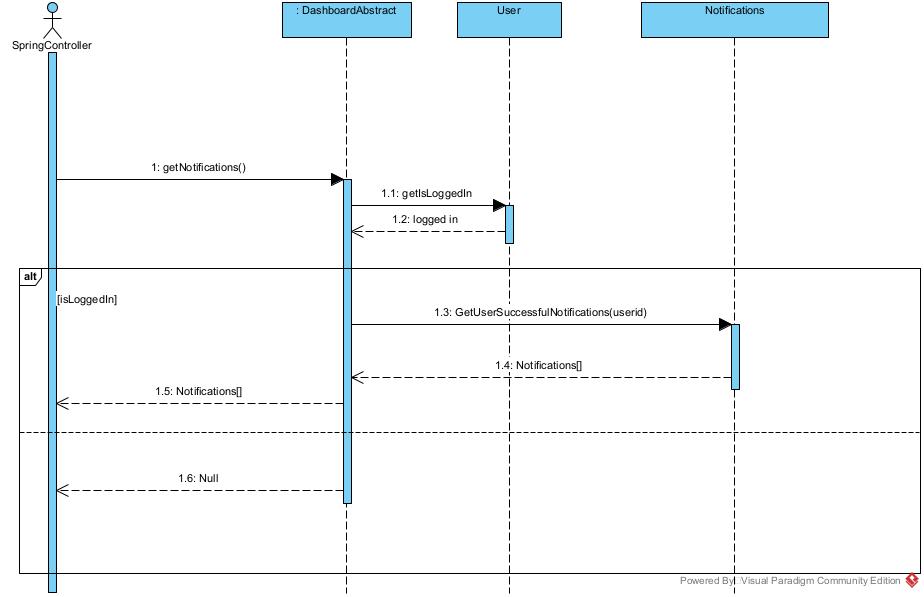 : DashboardAbstract
User
Notifications
SpringController
1: getNotifications()
1.1: getIsLoggedIn
1.2: logged in
alt
[isLoggedIn]
1.3: GetUserSuccessfulNotifications(userid)
1.4: Notifications[]
1.5: Notifications[]
1.6: Null
Powered By: Visual Paradigm Community Edition